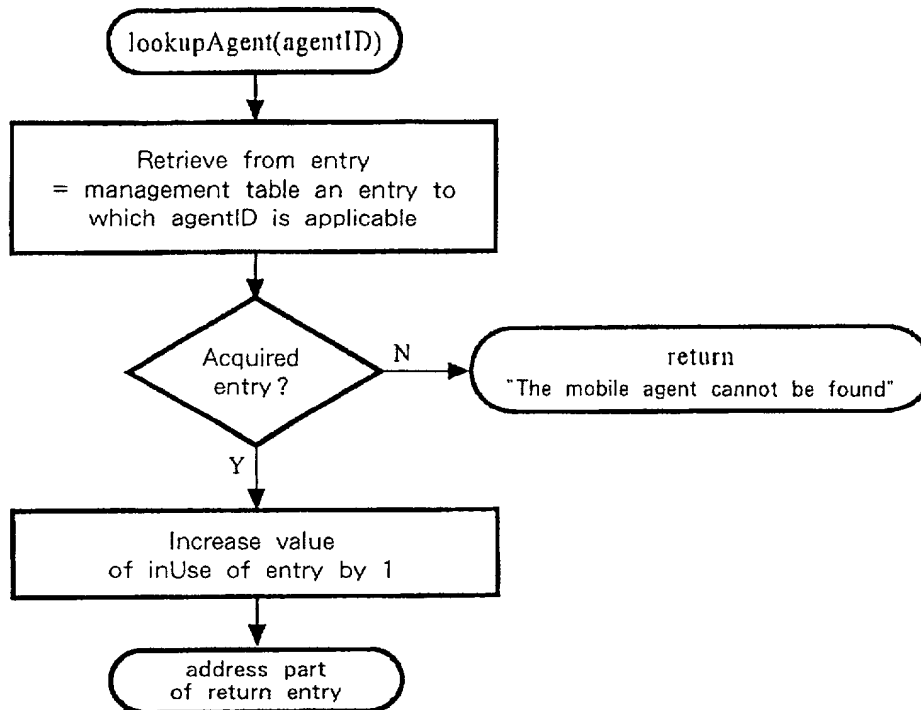 lookupAgent(agentID)
Retrieve from entry
= management table an entry to
which agentID is applicable
Acquired
entry?
N
return
"The mobile agent cannot be found"
Y
Increase value
of inUse of entry by 1
address part
of return entry